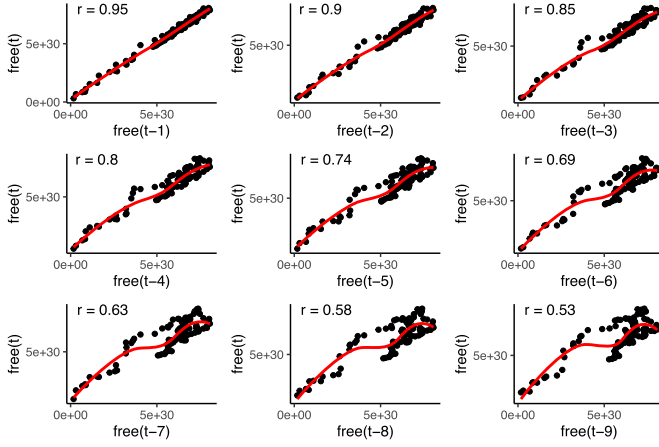 r = 0.95
free(t)
5e+30
0e+00
0e+00
5e+30
free(t−1)
r = 0.9
free(t)
5e+30
0e+00
5e+30
free(t−2)
r = 0.85
free(t)
5e+30
0e+00
5e+30
free(t−3)
r = 0.8
free(t)
5e+30
0e+00
5e+30
free(t−4)
r = 0.74
free(t)
5e+30
0e+00
5e+30
free(t−5)
r = 0.69
free(t)
5e+30
0e+00
5e+30
free(t−6)
r = 0.63
free(t)
5e+30
0e+00
5e+30
free(t−7)
r = 0.58
free(t)
5e+30
0e+00
5e+30
free(t−8)
r = 0.53
free(t)
5e+30
0e+00
5e+30
free(t−9)